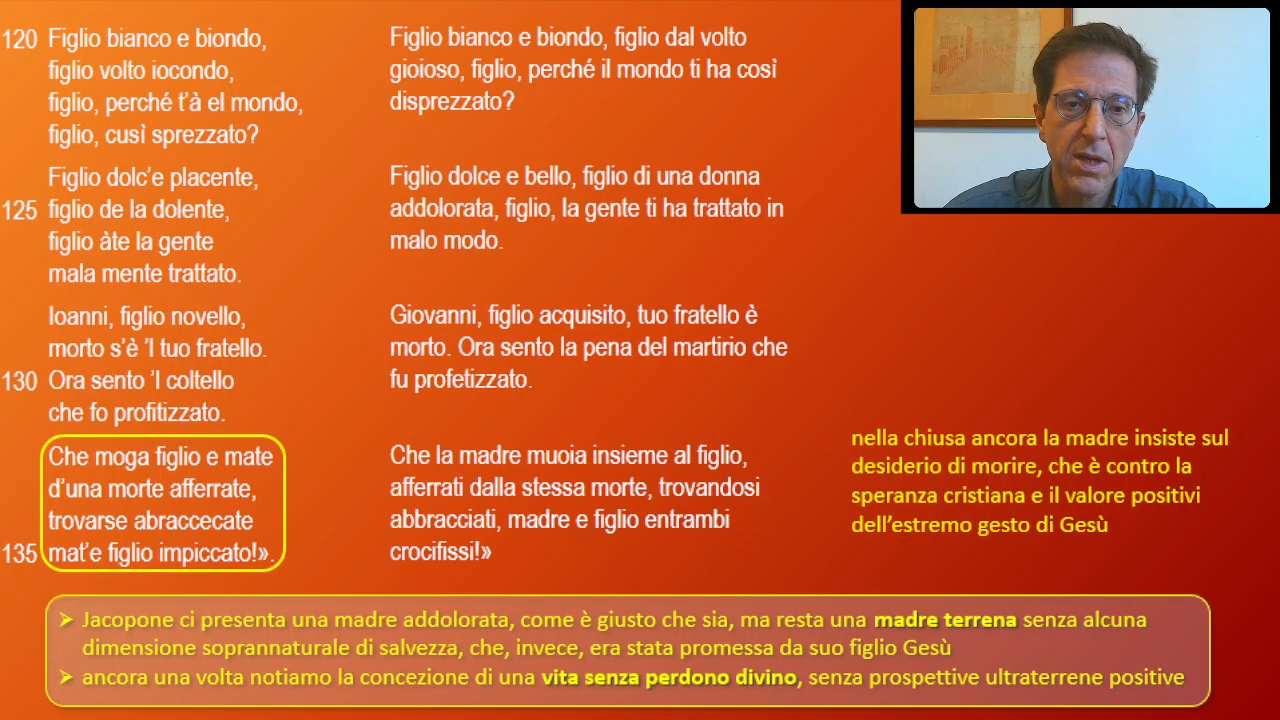 120 Figlio bianco e biondo,
figlio volto iocondo,
figlio, perché t'à el mondo,
figlio, cusì sprezzato?
Figlio dolc'e placente,
125 figlio de la dolente,
figlio àte la gente
mala mente trattato.
Ioanni, figlio novello,
morto s'è 'l tuo fratello.
130 Ora sento 'l coltello
che fo profitizzato.
Che moga figlio e mate
d'una morte afferrate,
trovarse abraccecate
135 mat'e figlio impiccato!».
Figlio bianco e biondo, figlio dal volto
gioioso, figlio, perché il mondo ti ha così
disprezzato?
Figlio dolce e bello, figlio di una donna
addolorata, figlio, la gente ti ha trattato in
malo modo.
Giovanni, figlio acquisito, tuo fratello è
morto. Ora sento la pena del martirio che
fu profetizzato.
Che la madre muoia insieme al figlio,
afferrati dalla stessa morte, trovandosi
abbracciati, madre e figlio entrambi
crocifissi!»
nella chiusa ancora la madre insiste sul
desiderio di morire, che è contro la
speranza cristiana e il valore positivi
dell'estremo gesto di Gesù
➢ Jacopone ci presenta una madre addolorata, come è giusto che sia, ma resta una madre terrena senza alcuna
dimensione soprannaturale di salvezza, che, invece, era stata promessa da suo figlio Gesù
➢ ancora una volta notiamo la concezione di una vita senza perdono divino, senza prospettive ultraterrene positive